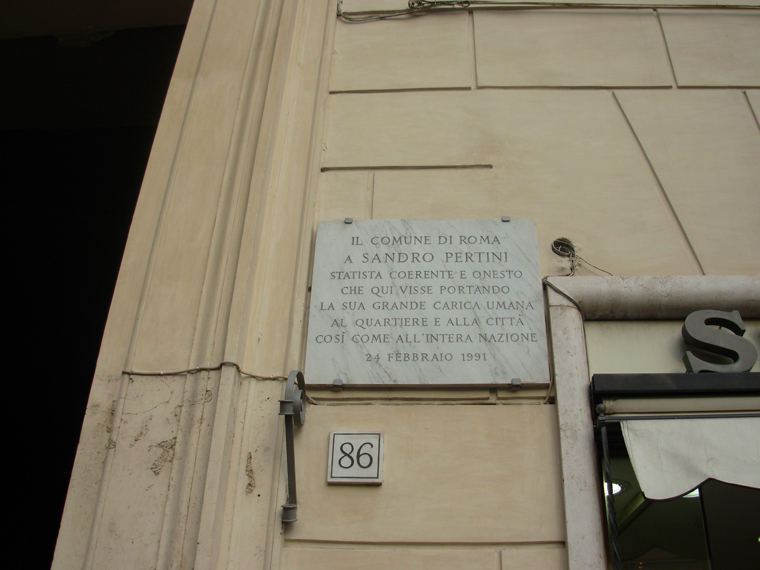 IL COMUNE DI ROMA
A SANDRO PERTINI
STATISTA COERENTE E ONESTO
CHE QUI VISSE PORTANDO
LA SUA GRANDE CARICA UMANA
AL QUARTIERE E ALLA CITTÀ
COSÌ COME ALL'INTERA NAZIONE
24 FEBBRAIO 1991
S
86